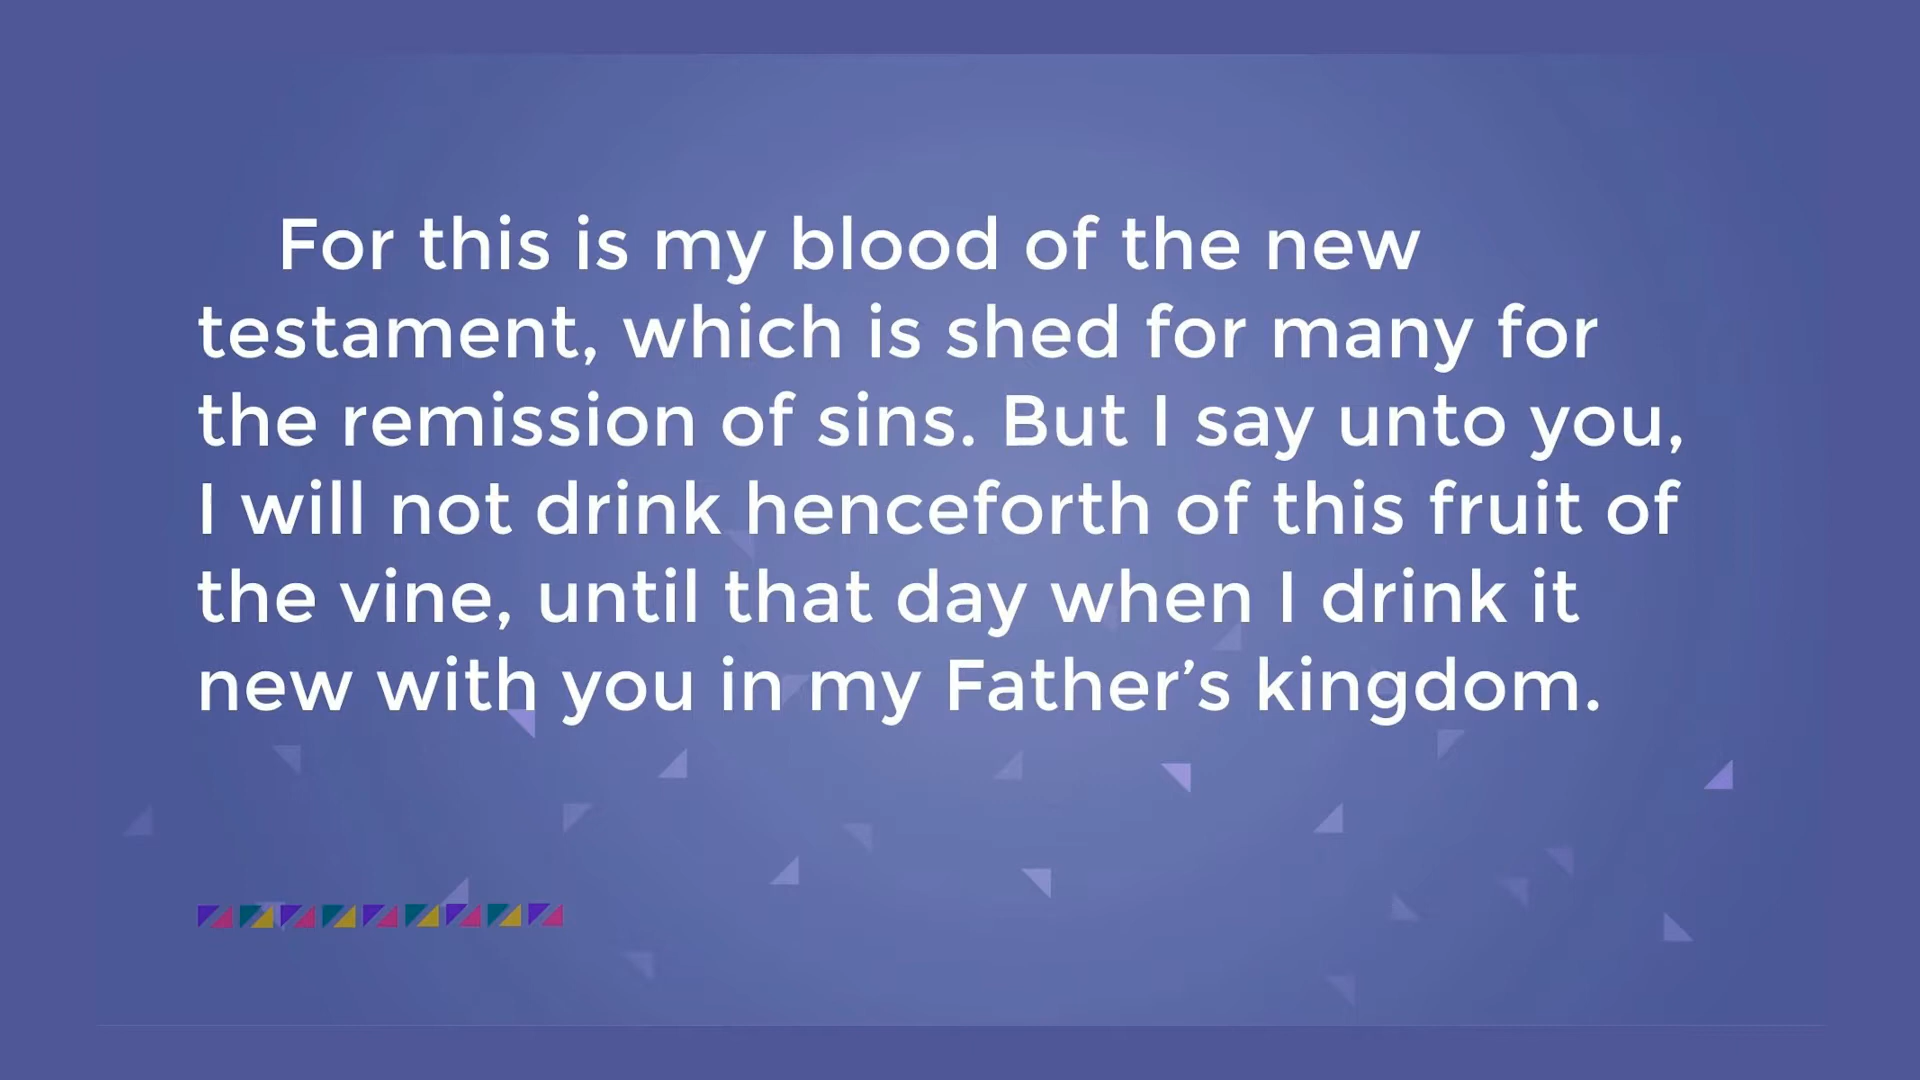 For this is my blood of the new
testament, which is shed for many for
the remission of sins. But I say unto you,
I will not drink henceforth of this fruit of
the vine, until that day when I drink it
new with you in my Father’s kingdom.